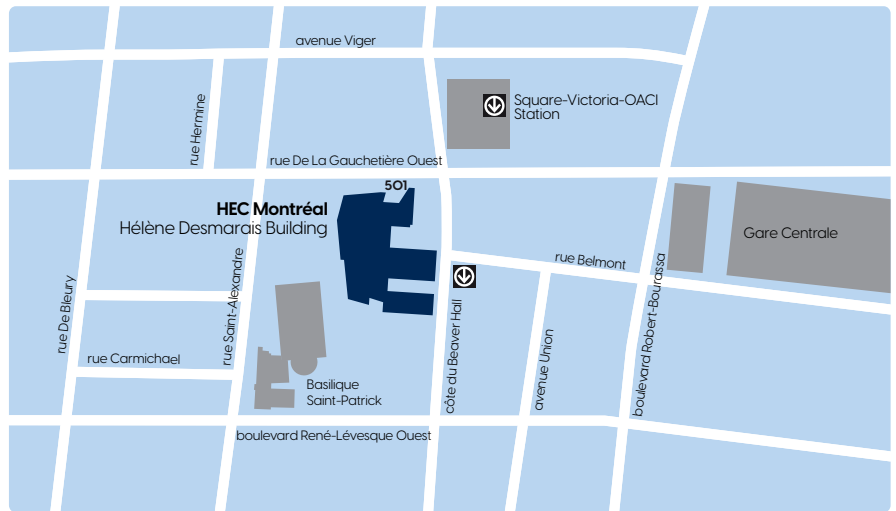 avenue Viger
Square-Victoria-OACI
Station
rue Hermine
rue De La Gauchetière Ouest
501
HEC Montréal
Hélène Desmarais Building
Gare Centrale
rue Belmont
rue De Bleury
rue Saint-Alexandre
côte du Beaver Hall
avenue Union
boulevard Robert-Bourassa
rue Carmichael
Basilique
Saint-Patrick
boulevard René-Lévesque Ouest